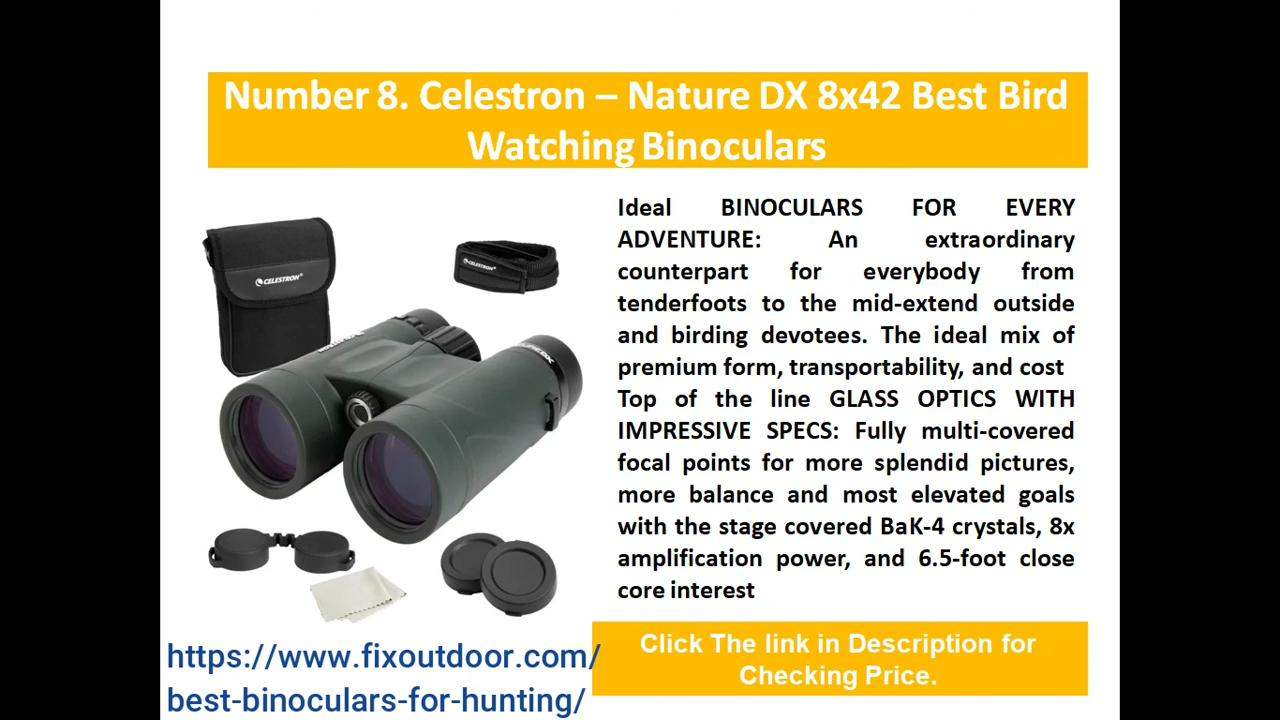 Number 8. Celestron – Nature DX 8x42 Best Bird
Watching Binoculars
CELESTRON
CELESTRON
Ideal BINOCULARS FOR EVERY
ADVENTURE: An extraordinary
counterpart for everybody from
tenderfoots to the mid-extend outside
and birding devotees. The ideal mix of
premium form, transportability, and cost
Top of the line GLASS OPTICS WITH
IMPRESSIVE SPECS: Fully multi-covered
focal points for more splendid pictures,
more balance and most elevated goals
with the stage covered BaK-4 crystals, 8x
amplification power, and 6.5-foot close
core interest
https://www.fixoutdoor.com/
best-binoculars-for-hunting/
Click The link in Description for
Checking Price.